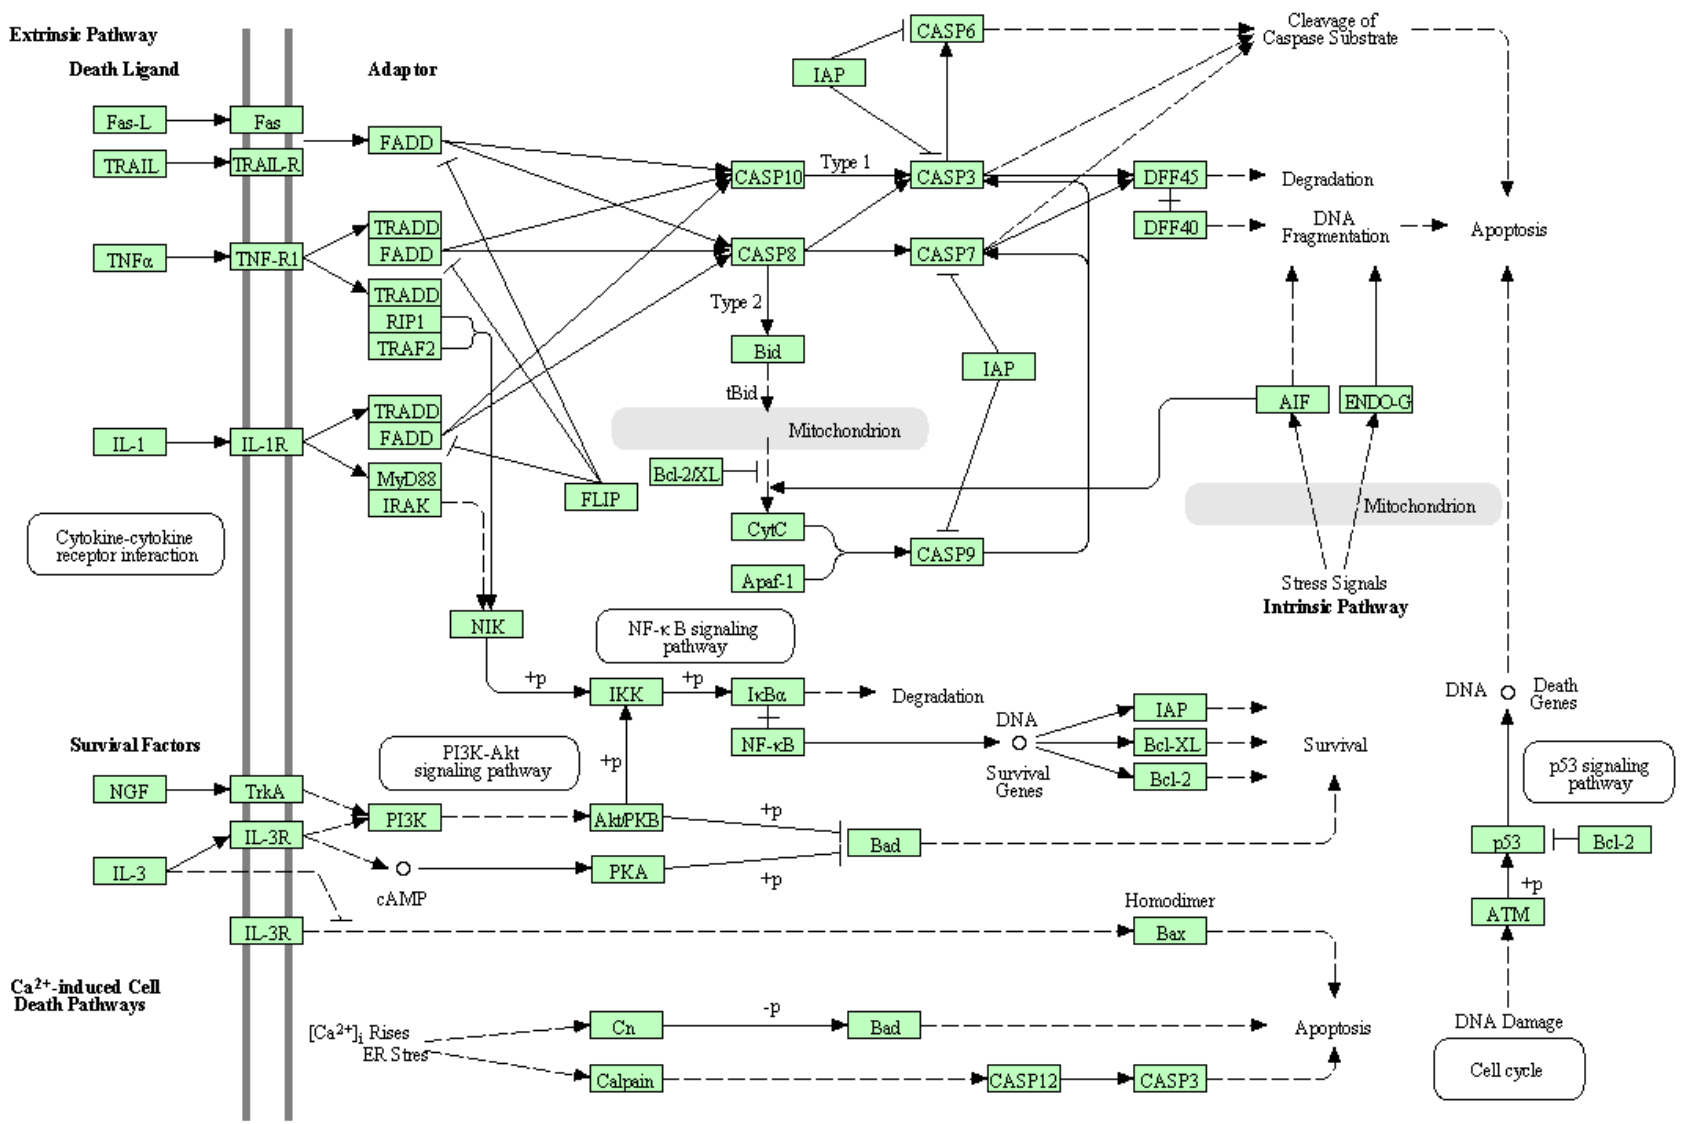 Extrinsic Pathway
Death Ligand
Adaptor
CASP6
Cleavage of
Caspase Substrate
IAP
Fas-L
Fas
FADD
TRAIL
TRAIL-R
CASP10
Type 1
CASP3
DFF45
Degradation
TRADD
FADD
DFF40
DNA
Fragmentation
Apoptosis
TNFα
TNF-R1
CASP8
CASP7
TRADD
RIP1
TRAF2
Type 2
Bid
IAP
tBid
TRADD
FADD
AIF
ENDO-G
IL-1
IL-1R
Mitochondrion
MyD88
IRAK
Bcl-2/XL
FLIP
Mitochondrion
Cytokine-cytokine
receptor interaction
CytC
CASP9
Apaf-1
Stress Signals
Intrinsic Pathway
NIK
NF-κB signaling
pathway
+p
IKK
+p
IκBα
Degradation
DNA
Death
Genes
IAP
DNA
NF-κB
Bcl-XL
Survival
Survival
Genes
Bcl-2
Survival Factors
PI3K-Akt
signaling pathway
+p
p53 signaling
pathway
NGF
TrkA
PI3K
Akt/PKB
+p
IL-3R
Bad
p53
Bcl-2
IL-3
cAMP
PKA
+p
+p
ATM
Homodimer
IL-3R
Bax
Ca2+-induced Cell
Death Pathways
[Ca2+]i Rises
ER Stres
Cn
-p
Bad
Apoptosis
DNA Damage
Calpain
CASP12
CASP3
Cell cycle